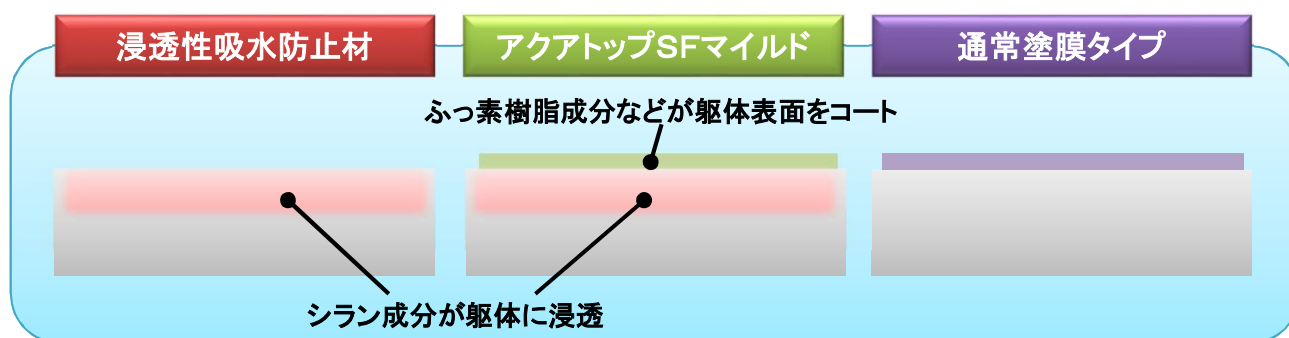 浸透性吸水防止材
アクアトップSFマイルド
通常塗膜タイプ
ふっ素樹脂成分などが躯体表面をコート
シラン成分が躯体に浸透